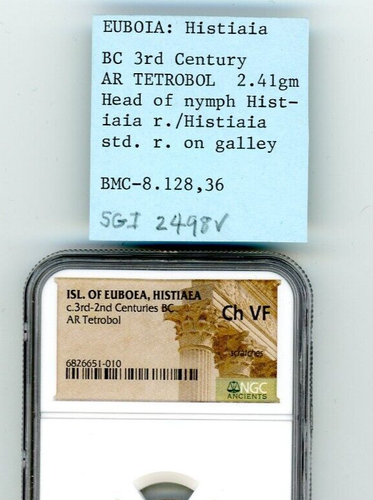 EUBOIA: Histiaia
BC 3rd Century
AR TETROBOL 2.41gm
Head of nymph Hist-
iaia r./Histiaia
std. r. on galley
BMC-8.128,36
SGI 2498v
ISL. OF EUBOEA, HISTIAEA
c.3rd-2nd Centuries BC
AR Tetrobol
Ch VF
scratches
6826651-010
NGC
ANCIENTS